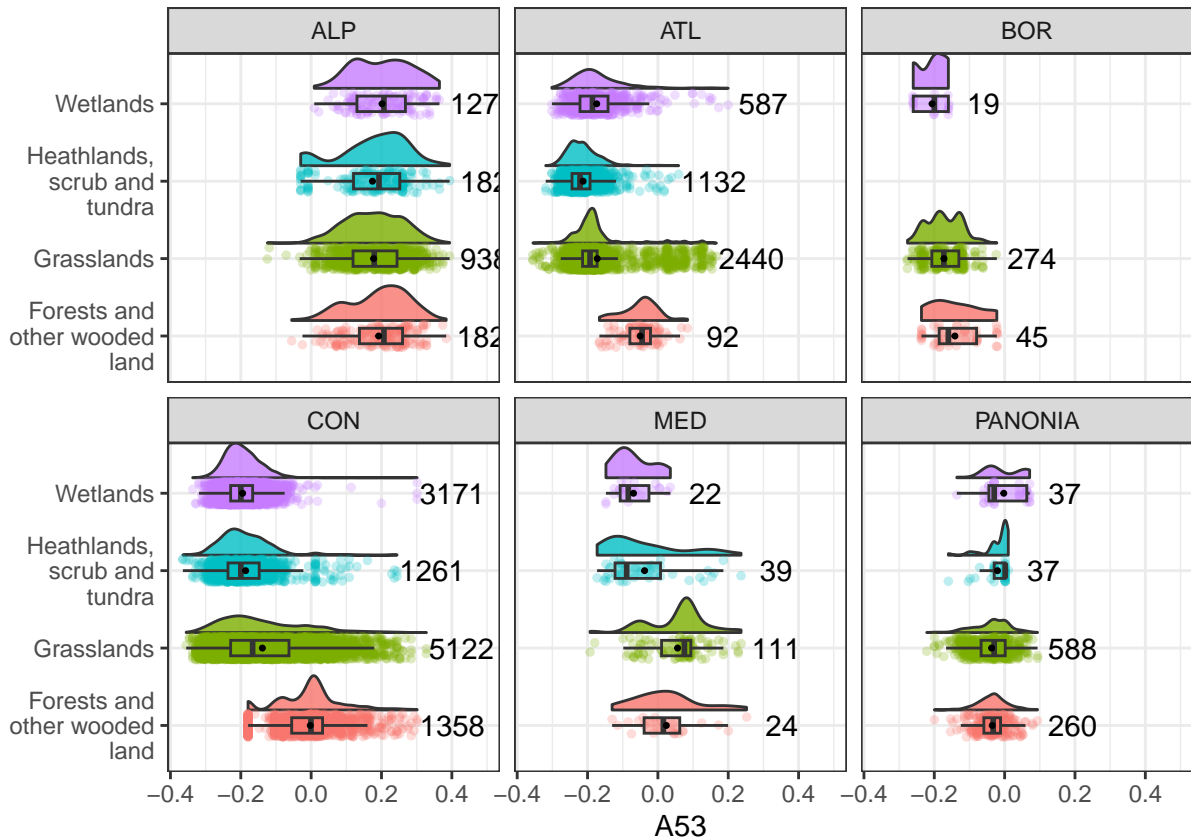 ALP
ATL
BOR
Wetlands
127
587
19
Heathlands,
scrub and
tundra
182
1132
Grasslands
938
2440
274
Forests and
other wooded
land
182
92
45
CON
MED
PANONIA
Wetlands
3171
22
37
Heathlands,
scrub and
tundra
1261
39
37
Grasslands
5122
111
588
Forests and
other wooded
land
1358
24
260
−0.4 −0.2 0.0 0.2 0.4
−0.4 −0.2 0.0 0.2 0.4
−0.4 −0.2 0.0 0.2 0.4
A53